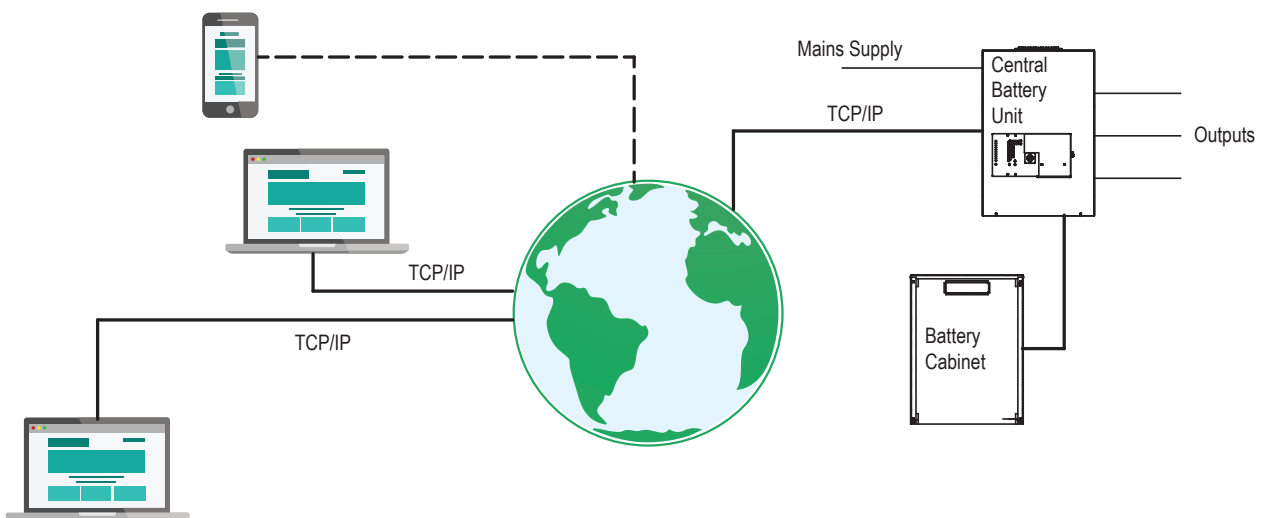 Mains Supply
Central
Battery
Unit
TCP/IP
Outputs
TCP/IP
TCP/IP
Battery
Cabinet